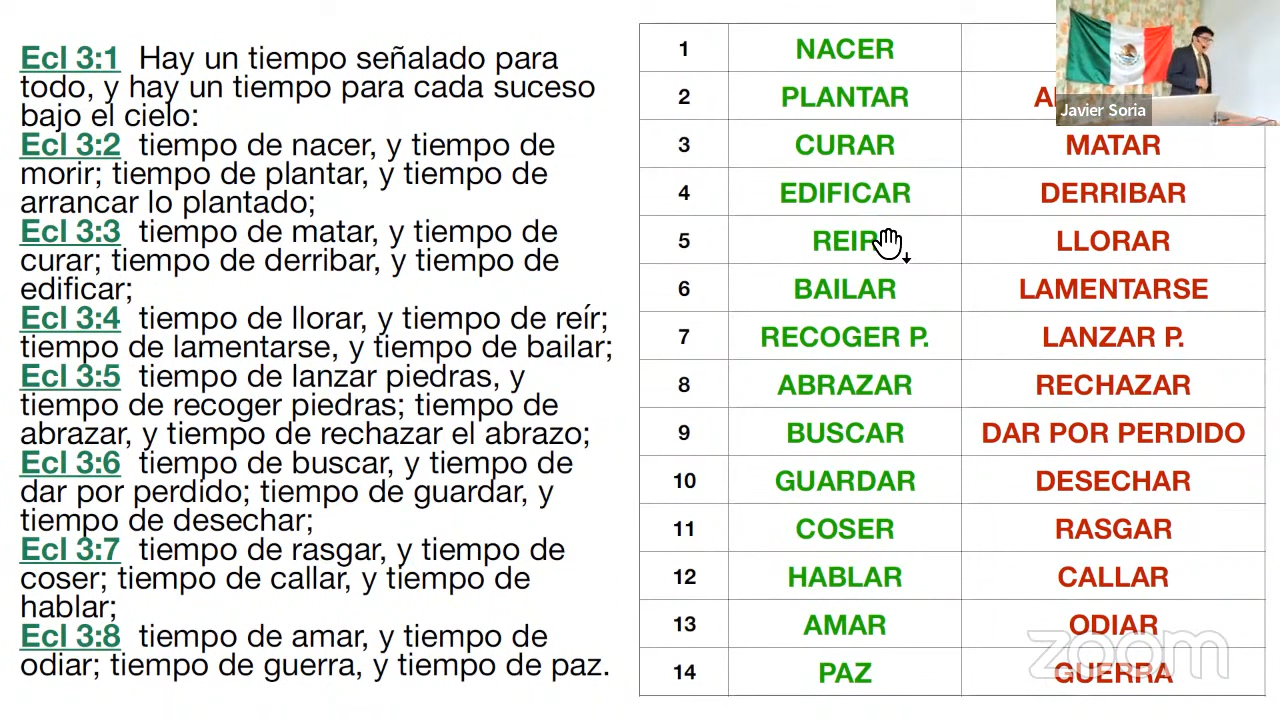 Ecl 3:1 Hay un tiempo señalado para
todo, y hay un tiempo para cada suceso
bajo el cielo:
Ecl 3:2 tiempo de nacer, y tiempo de
morir; tiempo de plantar, y tiempo de
arrancar lo plantado;
Ecl 3:3 tiempo de matar, y tiempo de
curar; tiempo de derribar, y tiempo de
edificar;
Ecl 3:4 tiempo de llorar, y tiempo de reír;
tiempo de lamentarse, y tiempo de bailar;
Ecl 3:5 tiempo de lanzar piedras, y
tiempo de recoger piedras; tiempo de
abrazar, y tiempo de rechazar el abrazo;
Ecl 3:6 tiempo de buscar, y tiempo de
dar por perdido; tiempo de guardar, y
tiempo de desechar;
Ecl 3:7 tiempo de rasgar, y tiempo de
coser; tiempo de callar, y tiempo de
hablar;
Ecl 3:8 tiempo de amar, y tiempo de
odiar; tiempo de guerra, y tiempo de paz.
1 NACER
2 PLANTAR
3 CURAR MATAR
4 EDIFICAR DERRIBAR
5 REIR LLORAR
6 BAILAR LAMENTARSE
7 RECOGER P. LANZAR P.
8 ABRAZAR RECHAZAR
9 BUSCAR DAR POR PERDIDO
10 GUARDAR DESECHAR
11 COSER RASGAR
12 HABLAR CALLAR
13 AMAR ODIAR
14 PAZ GUERRA
Javier Soria
zoom